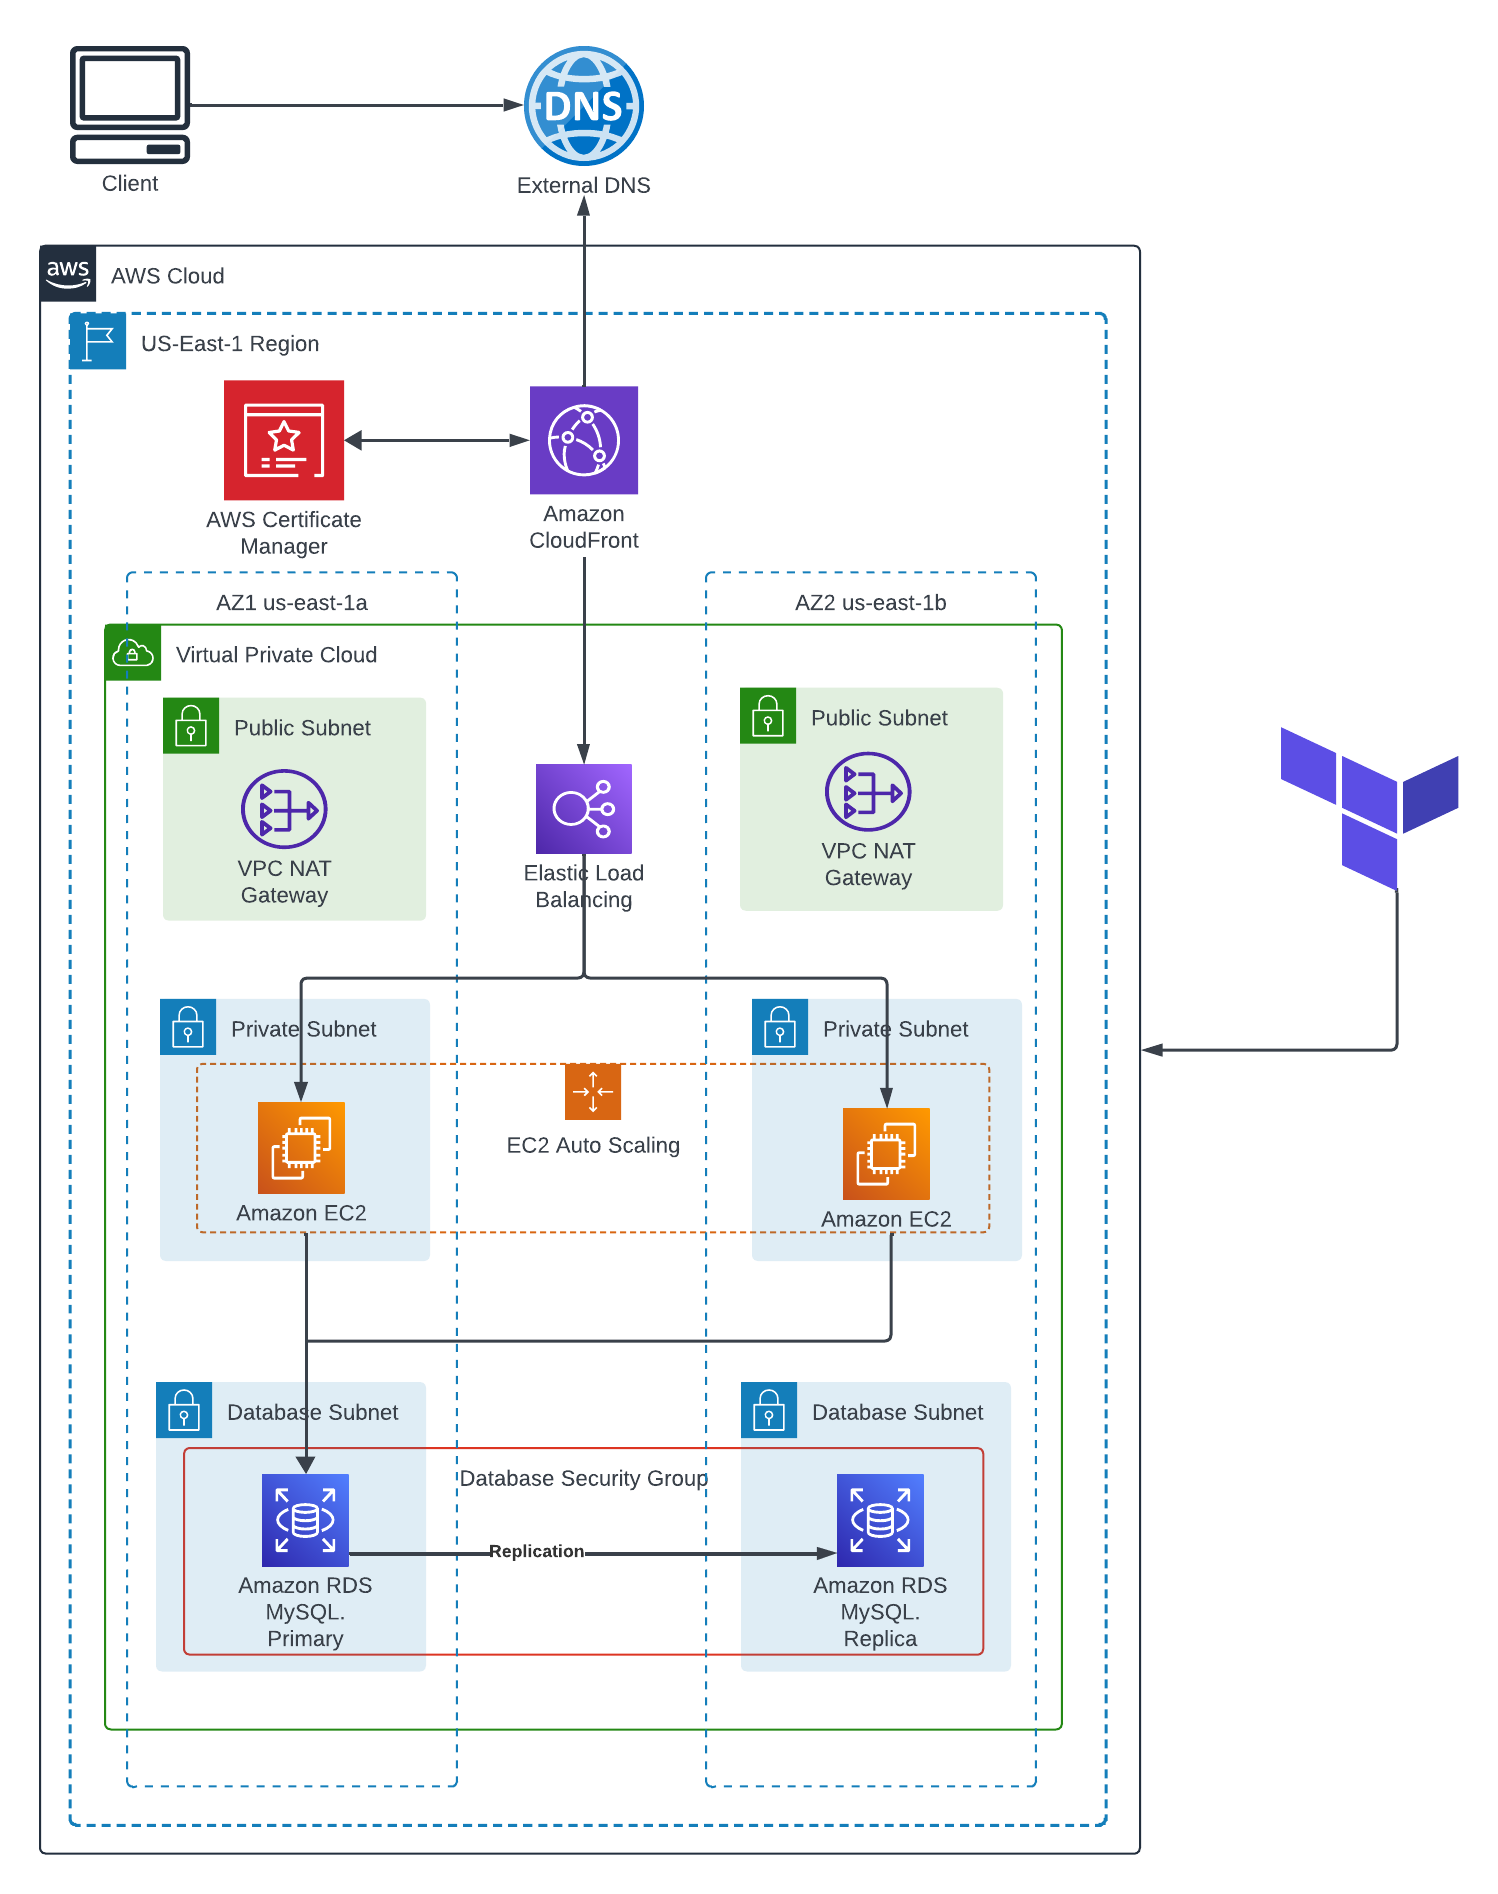 DNS
Client
External DNS
aws
AWS Cloud
US-East-1 Region
AWS Certificate
Manager
Amazon
CloudFront
AZ1 us-east-1a
AZ2 us-east-1b
Virtual Private Cloud
Public Subnet
Public Subnet
VPC NAT
Gateway
Elastic Load
Balancing
VPC NAT
Gateway
Private Subnet
Private Subnet
EC2 Auto Scaling
Amazon EC2
Amazon EC2
Database Subnet
Database Subnet
Database Security Group
Replication
Amazon RDS
MySQL.
Primary
Amazon RDS
MySQL.
Replica